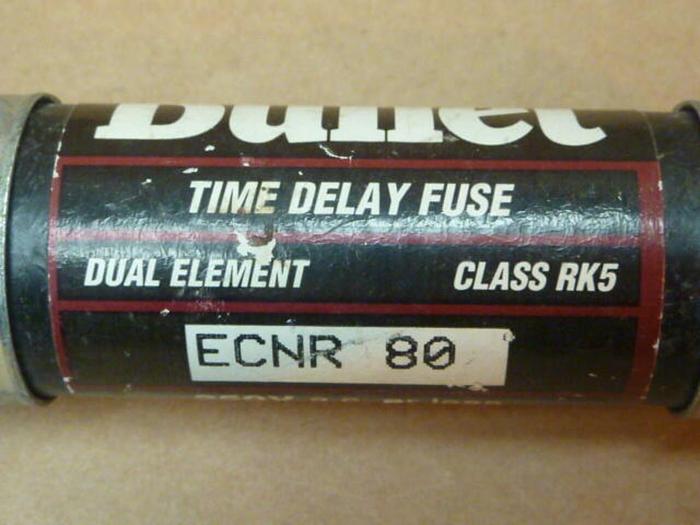 Bullet
TIME DELAY FUSE
DUAL ELEMENT CLASS RK5
ECNR 80